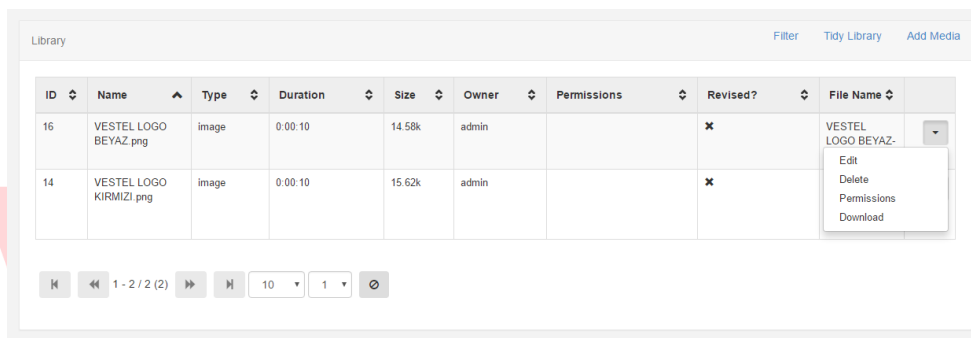 Library Filter Tidy Library Add Media
ID Name Type Duration Size Owner Permissions Revised? File Name
16 VESTEL LOGO image 0:00:10 14.58k admin VESTEL
BEYAZ.png LOGO BEYAZ-
Edit
14 VESTEL LOGO image 0:00:10 15.62k admin Delete
KIRMIZI.png Permissions
Download
1 - 2 / 2 (2) 10 1